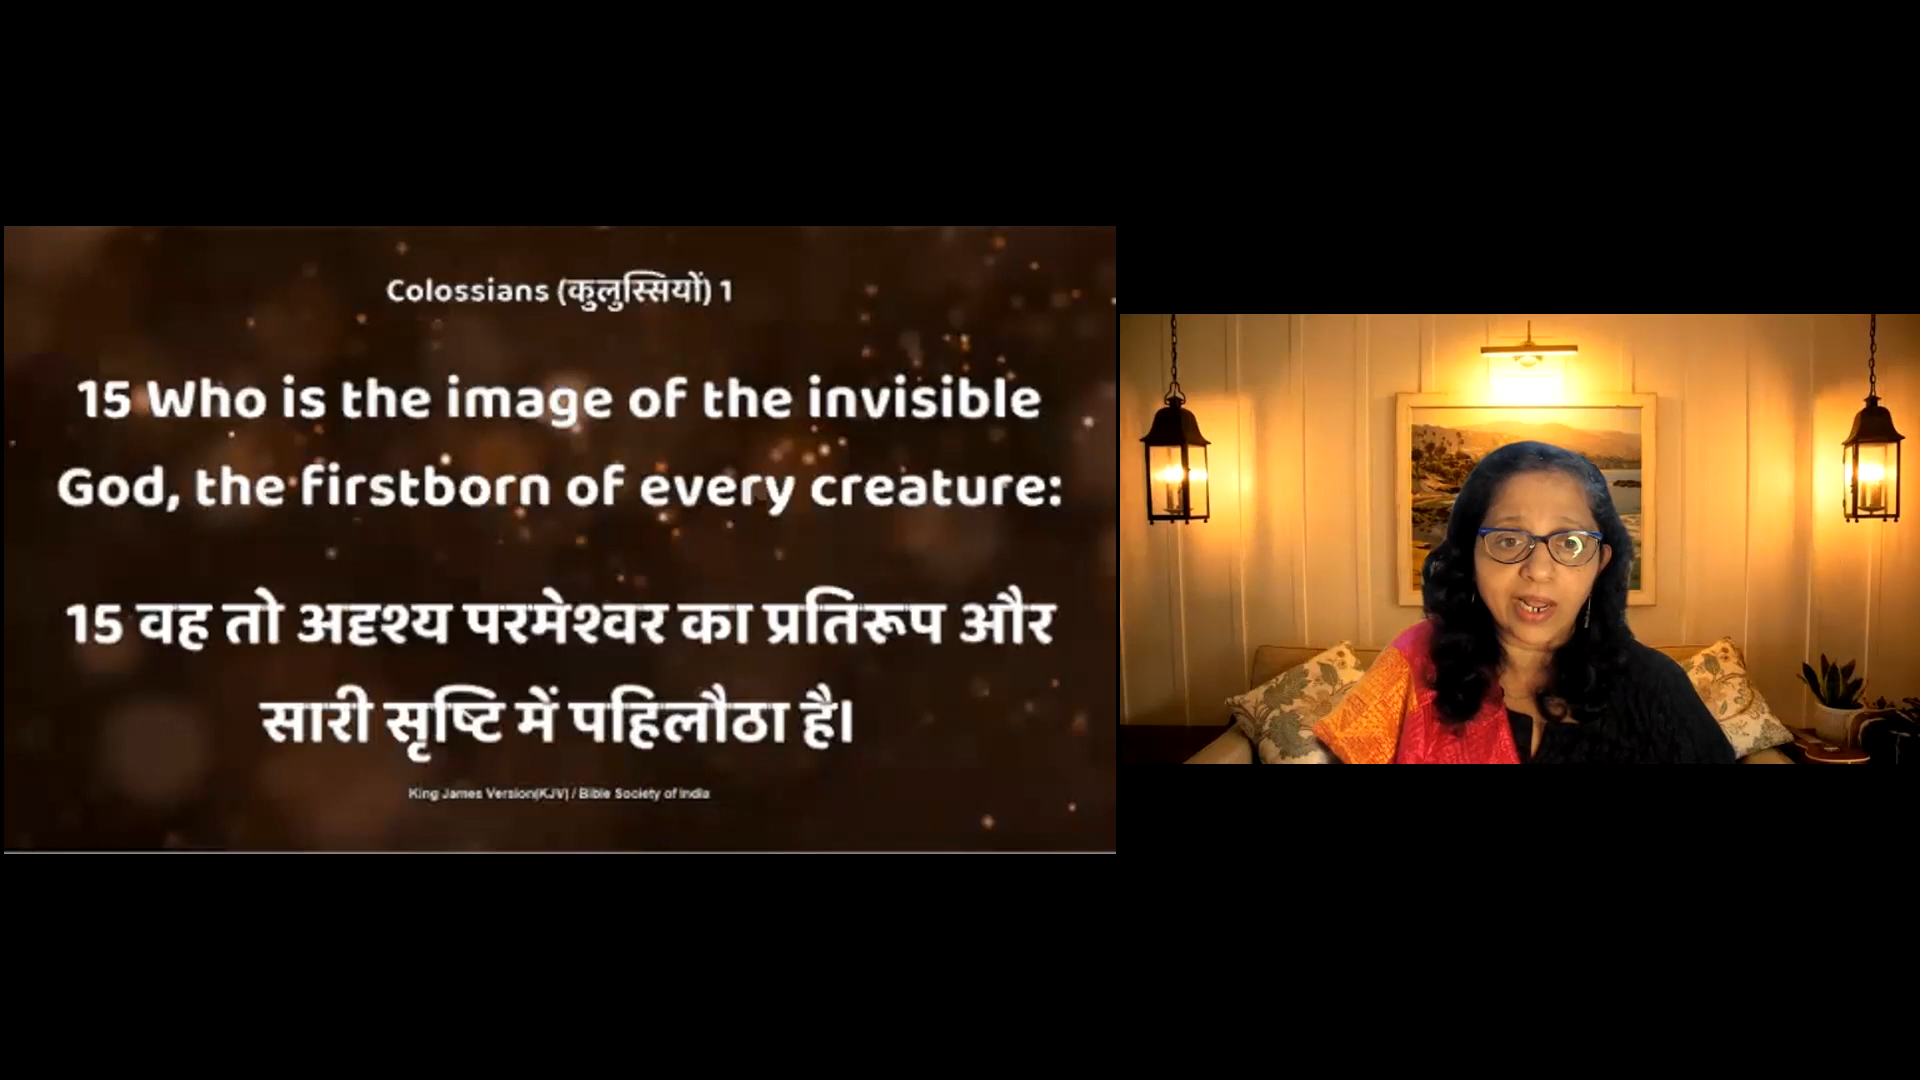 Colossians (कुलुस्सियों) 1
15 Who is the image of the invisible
God, the firstborn of every creature:
15 वह तो अदृश्य परमेश्वर का प्रतिरूप और
सारी सृष्टि में पहिलौठा है।
King James Version(KJV) / Bible Society of India